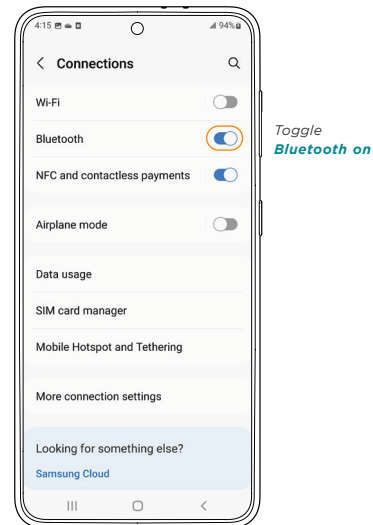 4:15
94%
Connections
Wi-Fi
Bluetooth
Toggle
Bluetooth on
NFC and contactless payments
Airplane mode
Data usage
SIM card manager
Mobile Hotspot and Tethering
More connection settings
Looking for something else?
Samsung Cloud